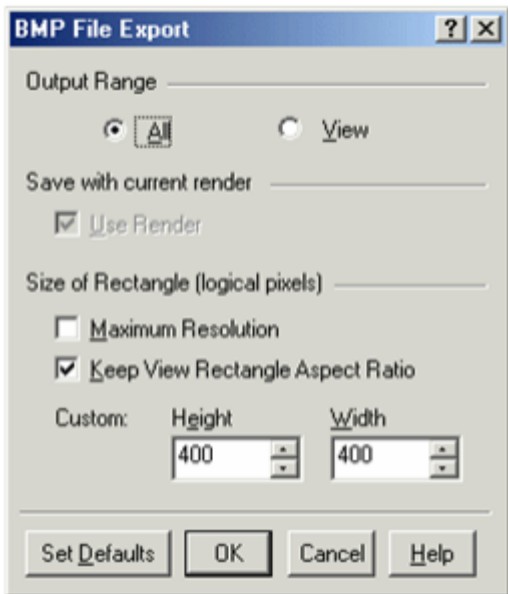 BMP File Export
Output Range
All View
Save with current render
Use Render
Size of Rectangle (logical pixels)
Maximum Resolution
Keep View Rectangle Aspect Ratio
Custom: Height Width
400 400
Set Defaults OK Cancel Help